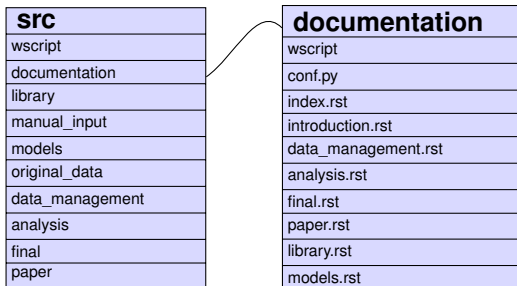 src
wscript
documentation
library
manual_input
models
original_data
data_management
analysis
final
paper
documentation
wscript
conf.py
index.rst
introduction.rst
data_management.rst
analysis.rst
final.rst
paper.rst
library.rst
models.rst